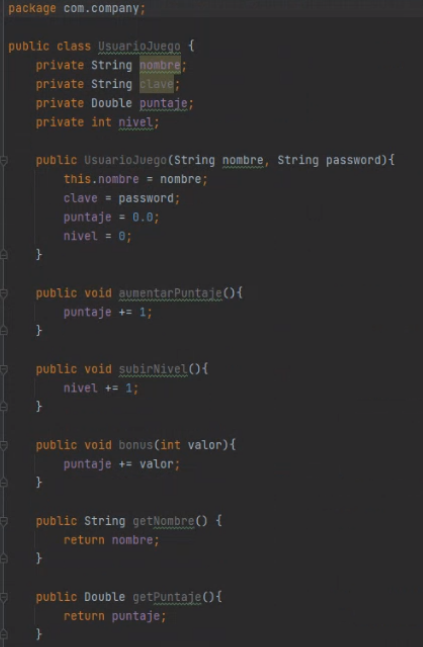 package com.company;
public class UsuarioJuego {
private String nombre;
private String clave;
private Double puntaje;
private int nivel;
public UsuarioJuego(String nombre, String password){
this.nombre = nombre;
clave = password;
puntaje = 0.0;
nivel = 0;
}
public void aumentarPuntaje(){
puntaje += 1;
}
public void subirNivel(){
nivel += 1;
}
public void bonus(int valor){
puntaje += valor;
}
public String getNombre() {
return nombre;
}
public Double getPuntaje(){
return puntaje;
}